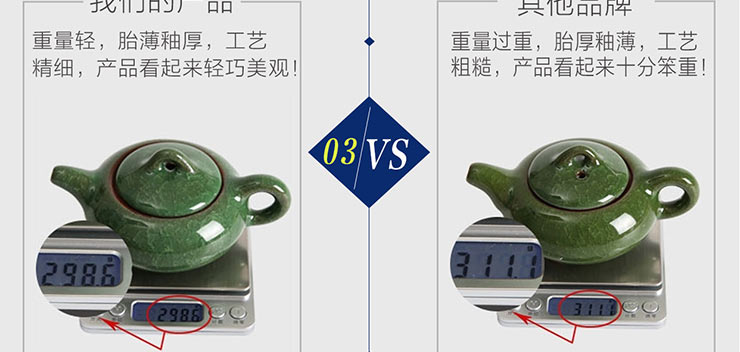 我们的产品
重量轻，胎薄釉厚，工艺
精细，产品看起来轻巧美观！
03/VS
其他品牌
重量过重，胎厚釉薄，工艺
粗糙，产品看起来十分笨重！
298.6
298.6
311.1
311.1